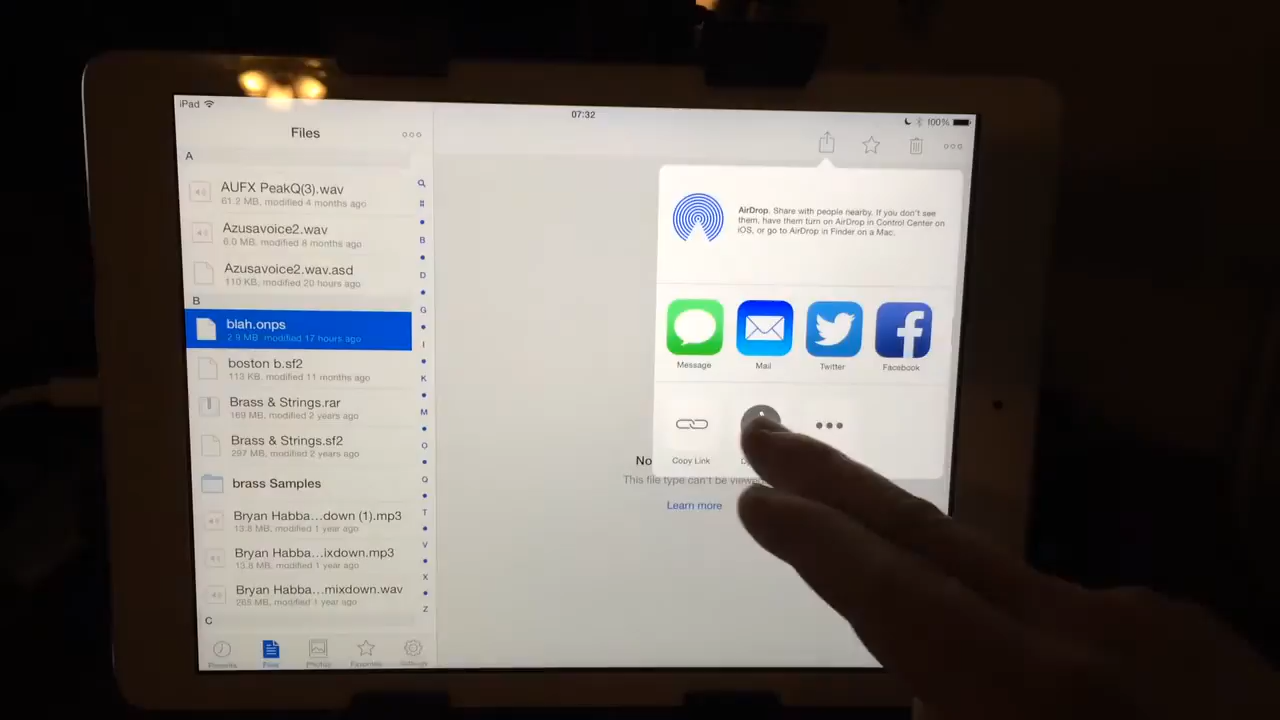 iPad
07:32
100%
Files
A
AUFX PeakQ(3).wav
61.2 MB, modified 4 months ago
Azusavoice2.wav
6.0 MB, modified 8 months ago
Azusavoice2.wav.asd
110 KB, modified 20 hours ago
B
blah.onps
2.9 MB, modified 17 hours ago
boston b.sf2
113 KB, modified 11 months ago
Brass & Strings.rar
169 MB, modified 2 years ago
Brass & Strings.sf2
297 MB, modified 2 years ago
brass Samples
Bryan Habba...down (1).mp3
13.8 MB, modified 1 year ago
Bryan Habba...ixdown.mp3
13.8 MB, modified 1 year ago
Bryan Habba...mixdown.wav
265 MB, modified 1 year ago
C
#
B
D
G
I
K
M
O
Q
T
V
X
Z
Recents
Files
Photos
Favorites
Settings
AirDrop. Share with people nearby. If you don't see
them, have them turn on AirDrop in Control Center on
iOS, or go to AirDrop in Finder on a Mac.
Message
Mail
Twitter
Facebook
Copy Link
No
This file type can't be viewed
Learn more